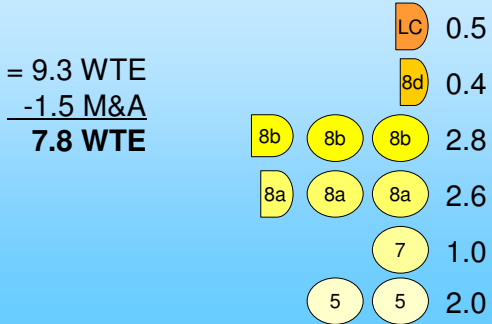 LC 0.5
= 9.3 WTE
8d 0.4
-1.5 M&A
7.8 WTE
8b 8b 8b 2.8
8a 8a 8a 2.6
7 1.0
5 5 2.0